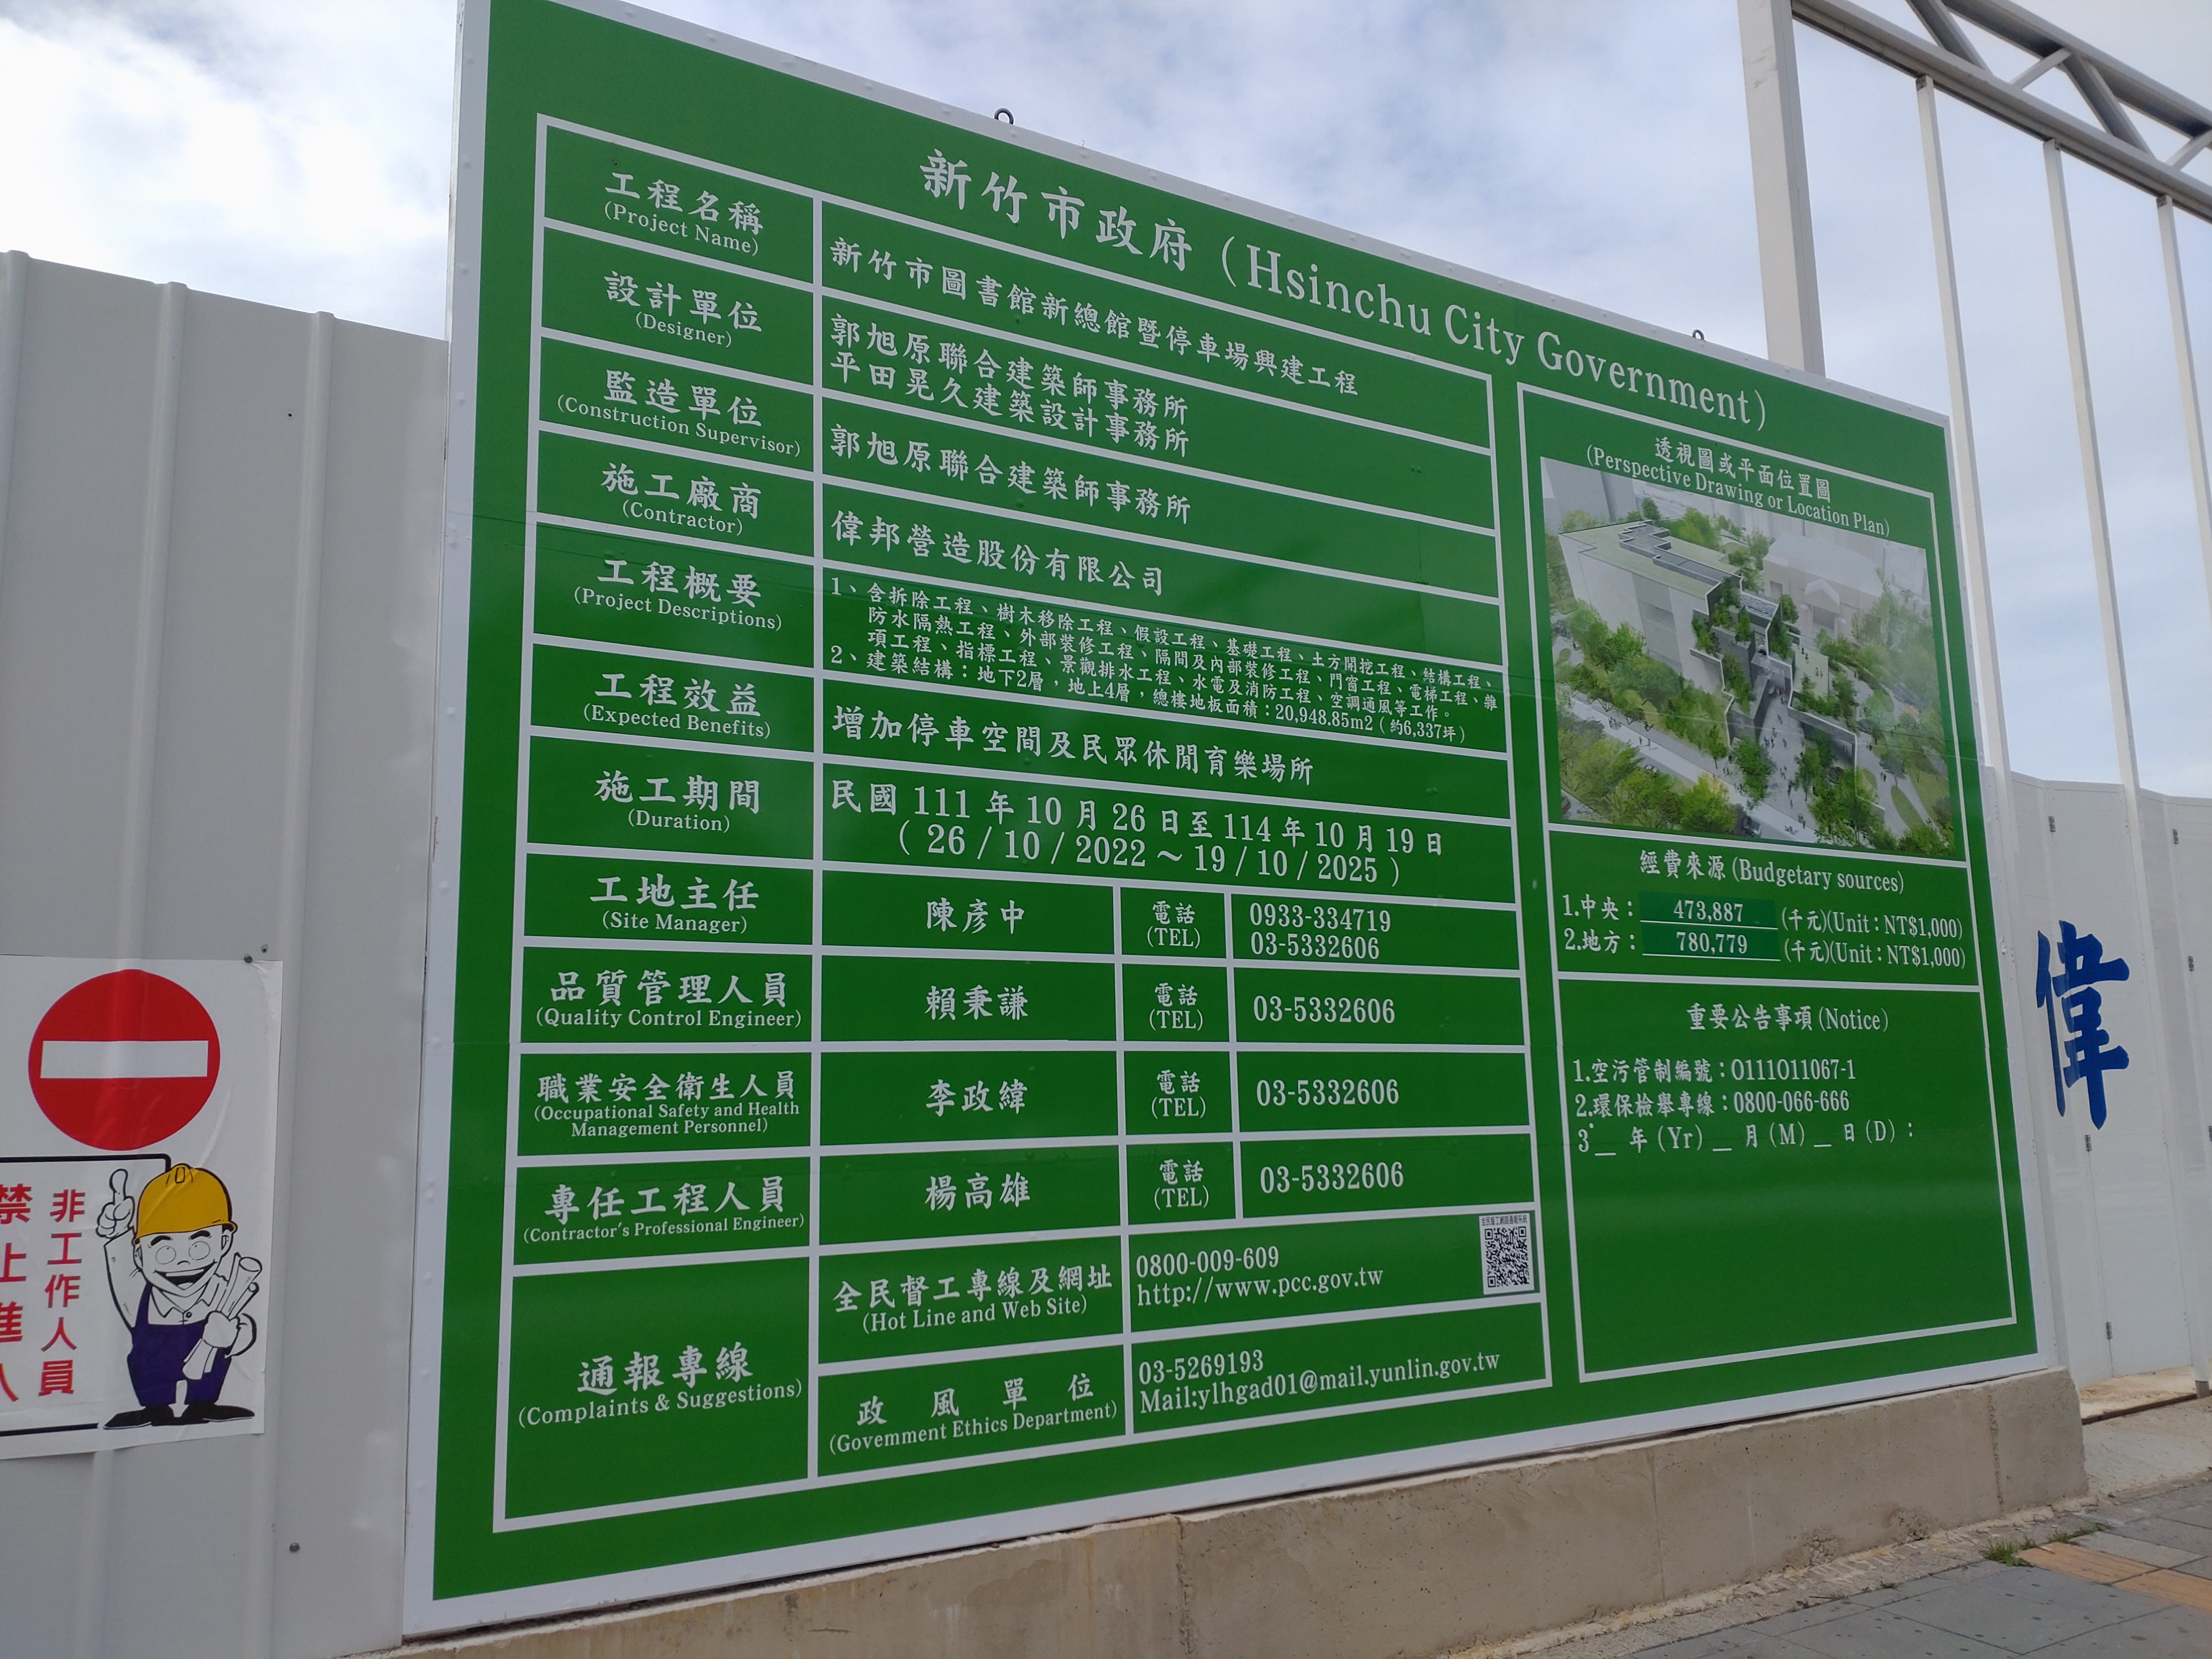 新竹市政府（Hsinchu City Government）
工程名稱
(Project Name)
新竹市圖書館新總館暨停車場興建工程
設計單位
(Designer)
郭旭原聯合建築師事務所
平田晃久建築設計事務所
監造單位
(Construction Supervisor)
郭旭原聯合建築師事務所
施工廠商
(Contractor)
偉邦營造股份有限公司
工程概要
(Project Descriptions)
1、含拆除工程、樹木移除工程、假設工程、基礎工程、土方開挖工程、結構工程、
防水隔熱工程、外部裝修工程、隔間及內部裝修工程、門窗工程、電梯工程、雜
項工程、指標工程、景觀排水工程、水電及消防工程、空調通風等工作。
2、建築結構：地下2層，地上4層，總樓地板面積：20,948.85m2（約6,337坪）
工程效益
(Expected Benefits)
增加停車空間及民眾休閒育樂場所
施工期間
(Duration)
民國 111 年 10 月 26 日至 114 年 10 月 19 日
（ 26 / 10 / 2022 ～ 19 / 10 / 2025 ）
工地主任
(Site Manager)
陳彥中
電話
(TEL)
0933-334719
03-5332606
品質管理人員
(Quality Control Engineer)
賴秉謙
電話
(TEL)
03-5332606
職業安全衛生人員
(Occupational Safety and Health
Management Personnel)
李政緯
電話
(TEL)
03-5332606
專任工程人員
(Contractor's Professional Engineer)
楊高雄
電話
(TEL)
03-5332606
通報專線
(Complaints & Suggestions)
全民督工專線及網址
(Hot Line and Web Site)
0800-009-609
http://www.pcc.gov.tw
全民督工網路通報系統
政風單位
(Govemment Ethics Department)
03-5269193
Mail:ylhgad01@mail.yunlin.gov.tw
透視圖或平面位置圖
(Perspective Drawing or Location Plan)
經費來源 (Budgetary sources)
1.中央：473,887 (千元)(Unit：NT$1,000)
2.地方：780,779 (千元)(Unit：NT$1,000)
重要公告事項 (Notice)
1.空污管制編號：O111O11067-1
2.環保檢舉專線：0800-066-666
3.__ 年 (Yr) __ 月 (M) __ 日 (D)：
非工作人員
禁止進入
偉